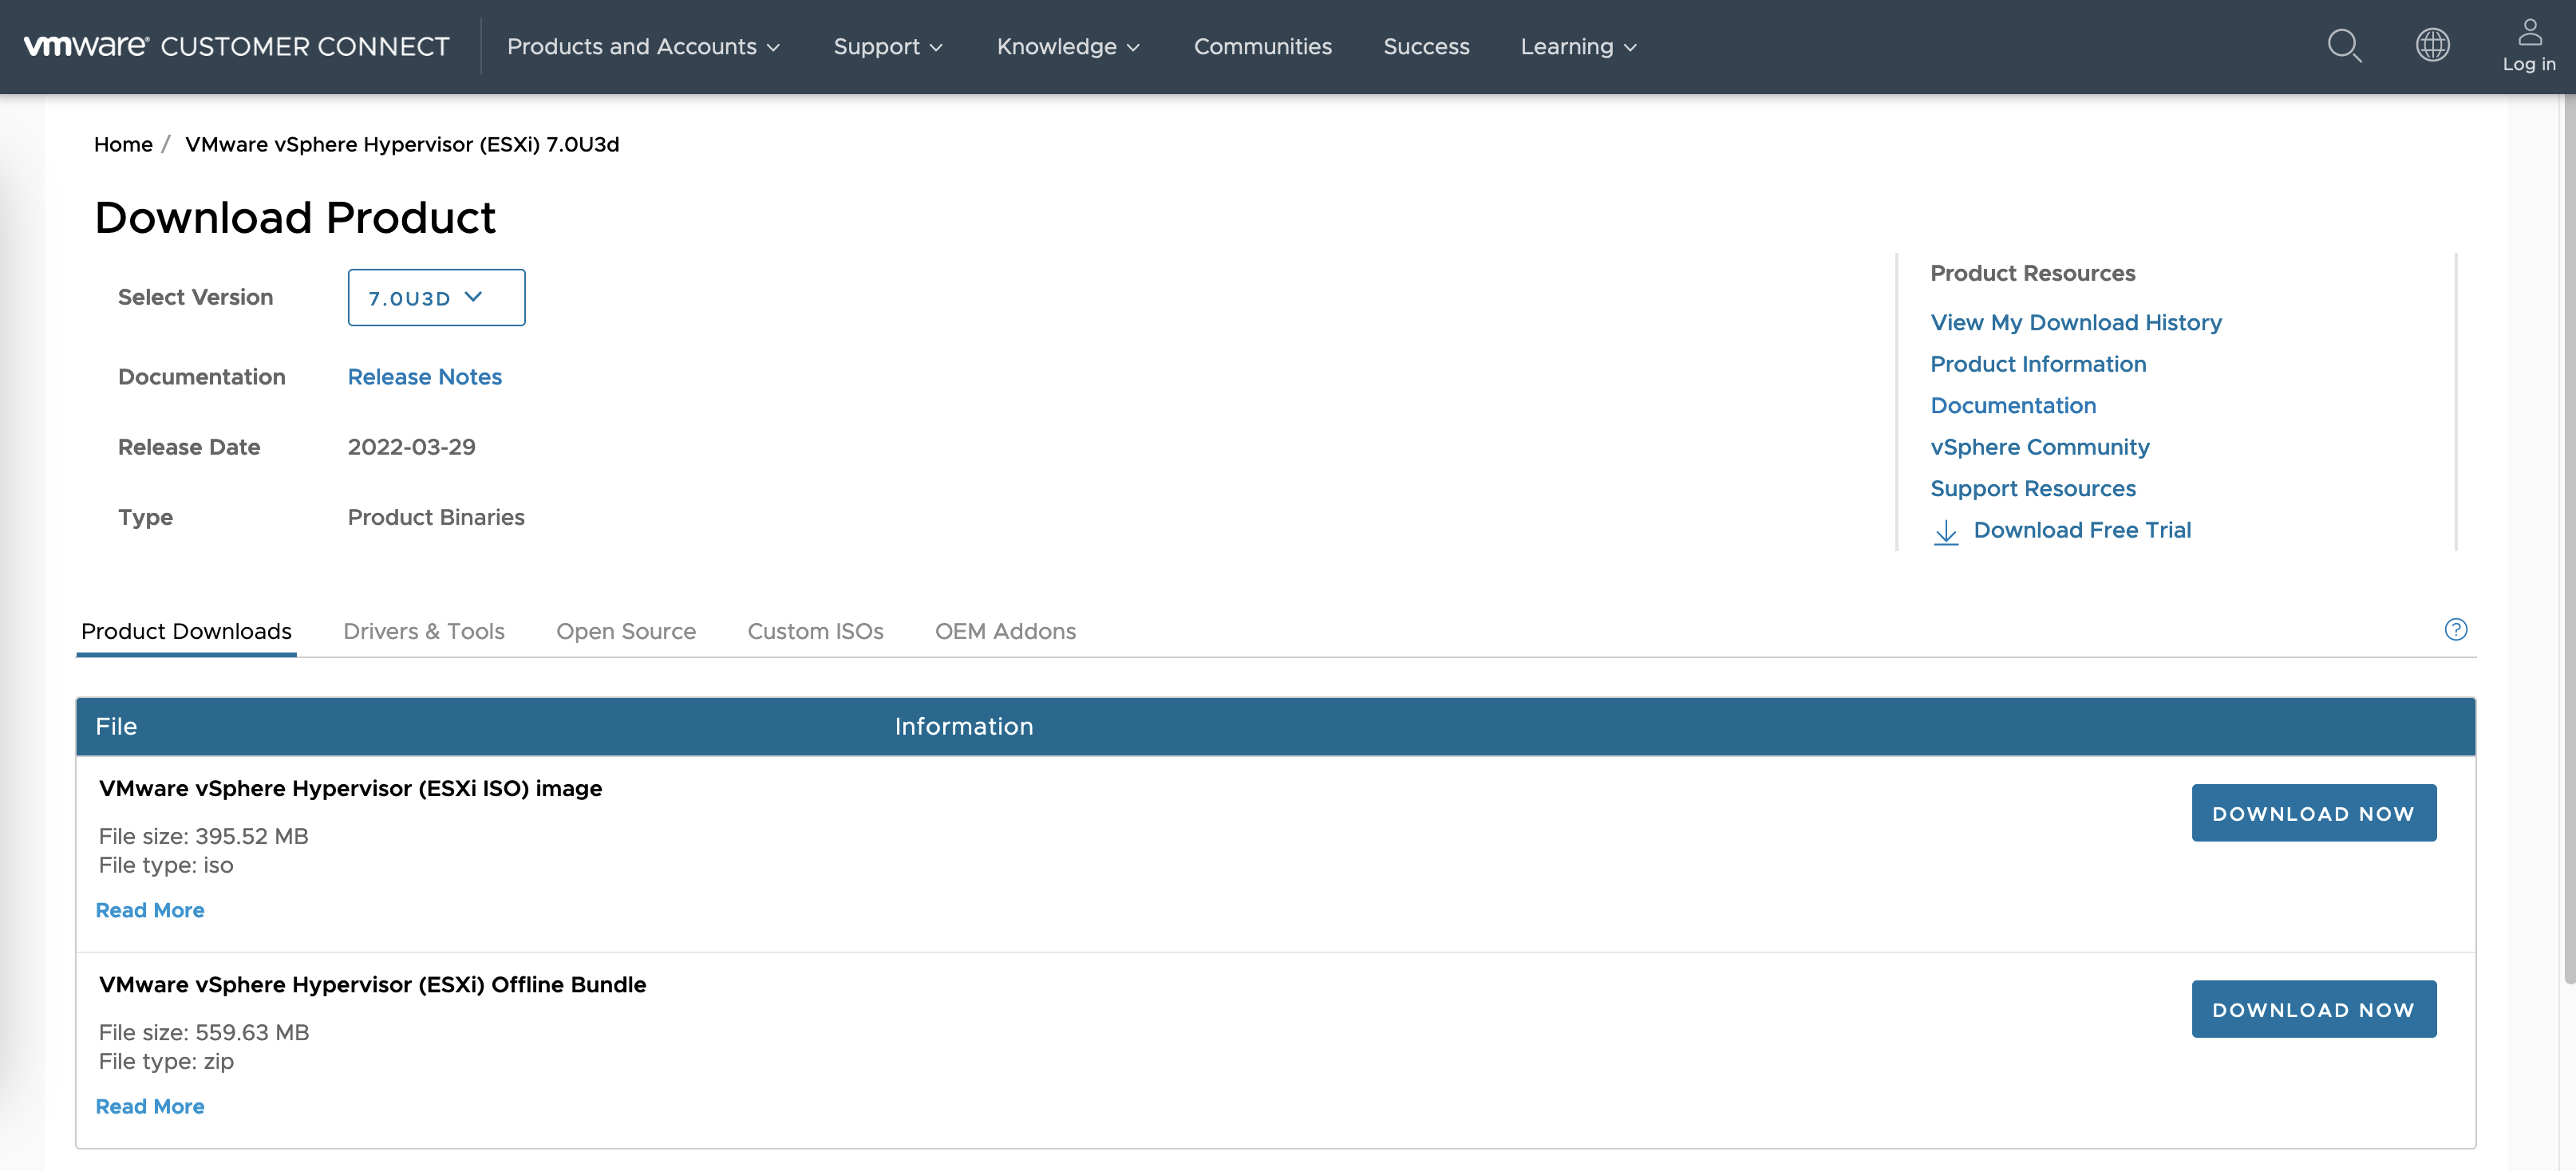 vmware® CUSTOMER CONNECT
Products and Accounts
Support
Knowledge
Communities
Success
Learning
Log in
Home / VMware vSphere Hypervisor (ESXi) 7.0U3d
Download Product
Select Version
7.0U3D
Documentation
Release Notes
Release Date
2022-03-29
Type
Product Binaries
Product Resources
View My Download History
Product Information
Documentation
vSphere Community
Support Resources
Download Free Trial
Product Downloads
Drivers & Tools
Open Source
Custom ISOs
OEM Addons
?
File
Information
VMware vSphere Hypervisor (ESXi ISO) image
File size: 395.52 MB
File type: iso
Read More
DOWNLOAD NOW
VMware vSphere Hypervisor (ESXi) Offline Bundle
File size: 559.63 MB
File type: zip
Read More
DOWNLOAD NOW